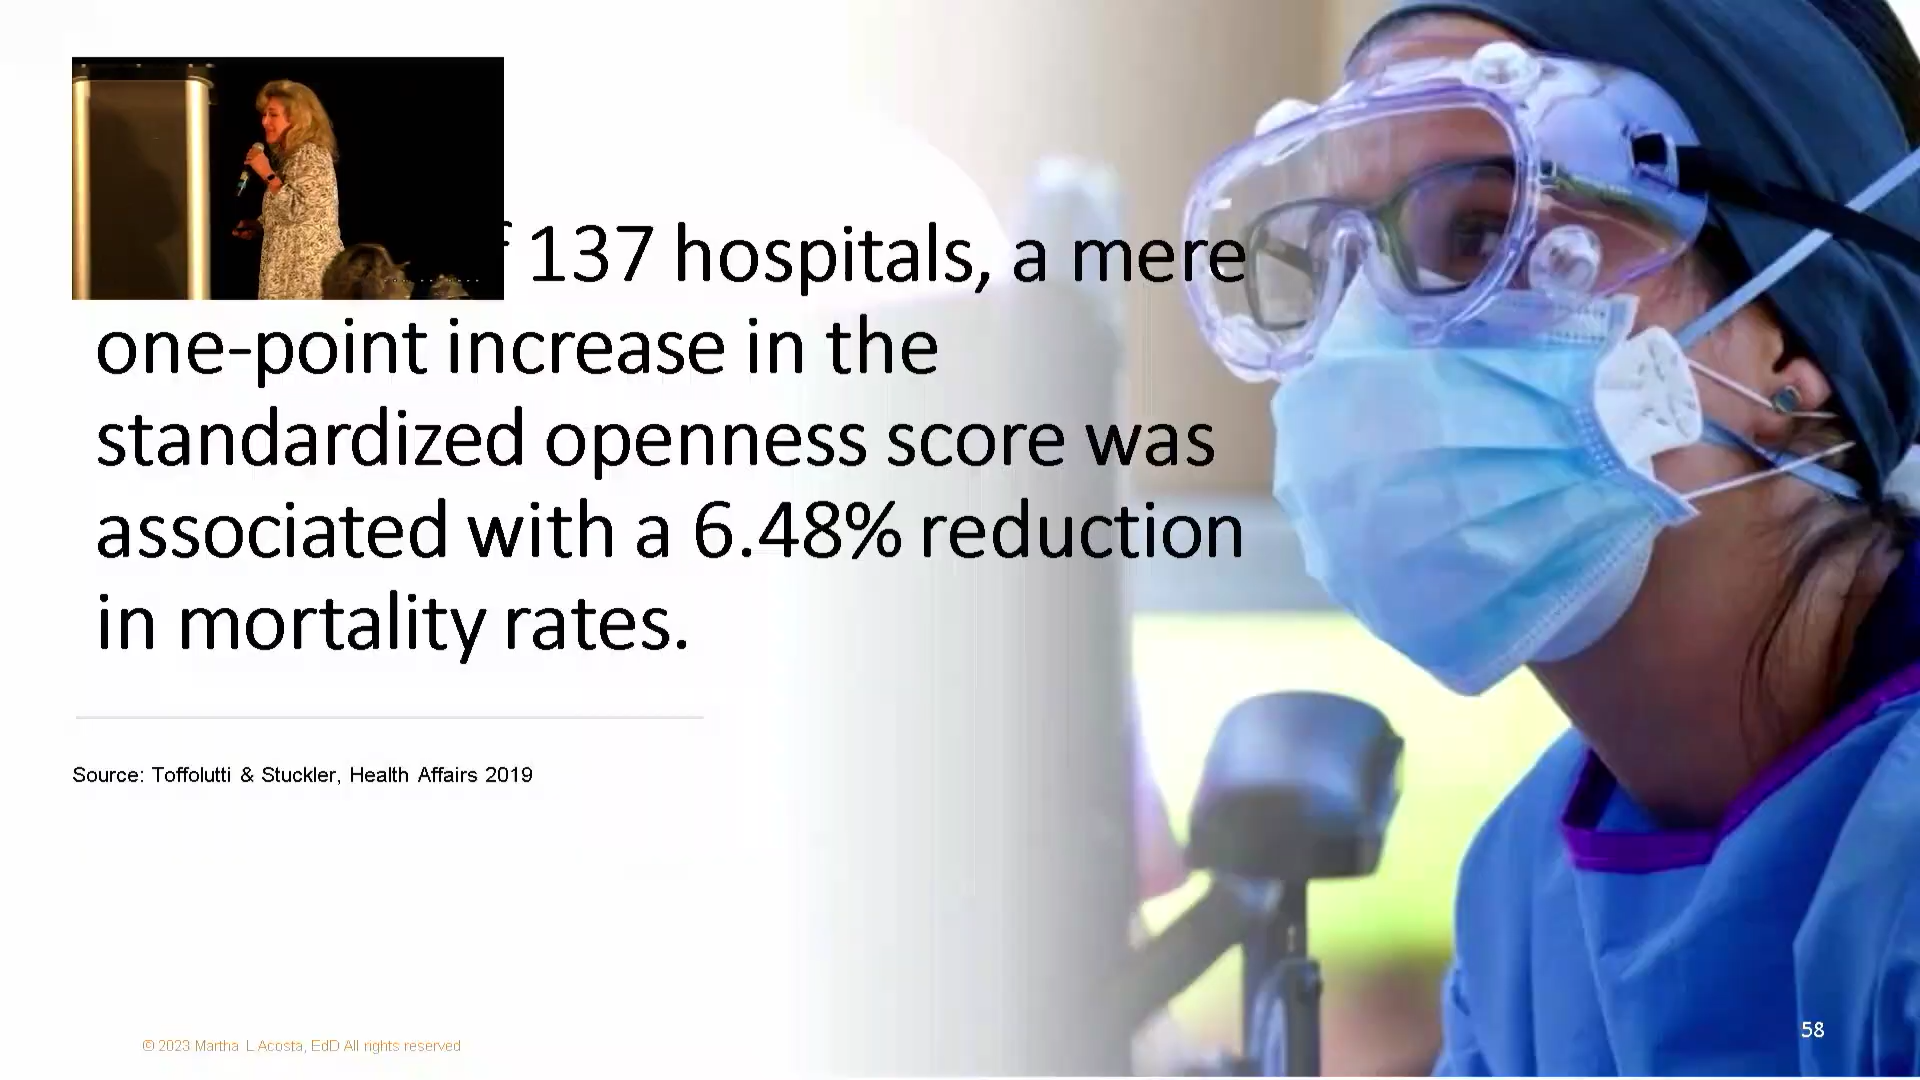 137 hospitals, a mere
one-point increase in the
standardized openness score was
associated with a 6.48% reduction
in mortality rates.
Source: Toffolutti & Stuckler, Health Affairs 2019
© 2023 Martha L Acosta, EdD All rights reserved
58